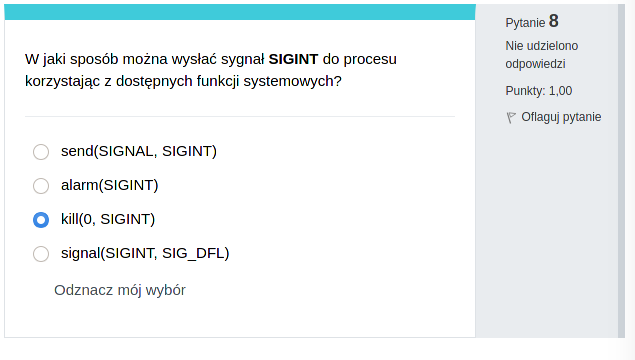 W jaki sposób można wysłać sygnał SIGINT do procesu
korzystając z dostępnych funkcji systemowych?
send(SIGNAL, SIGINT)
alarm(SIGINT)
kill(0, SIGINT)
signal(SIGINT, SIG_DFL)
Odznacz mój wybór
Pytanie 8
Nie udzielono
odpowiedzi
Punkty: 1,00
Oflaguj pytanie